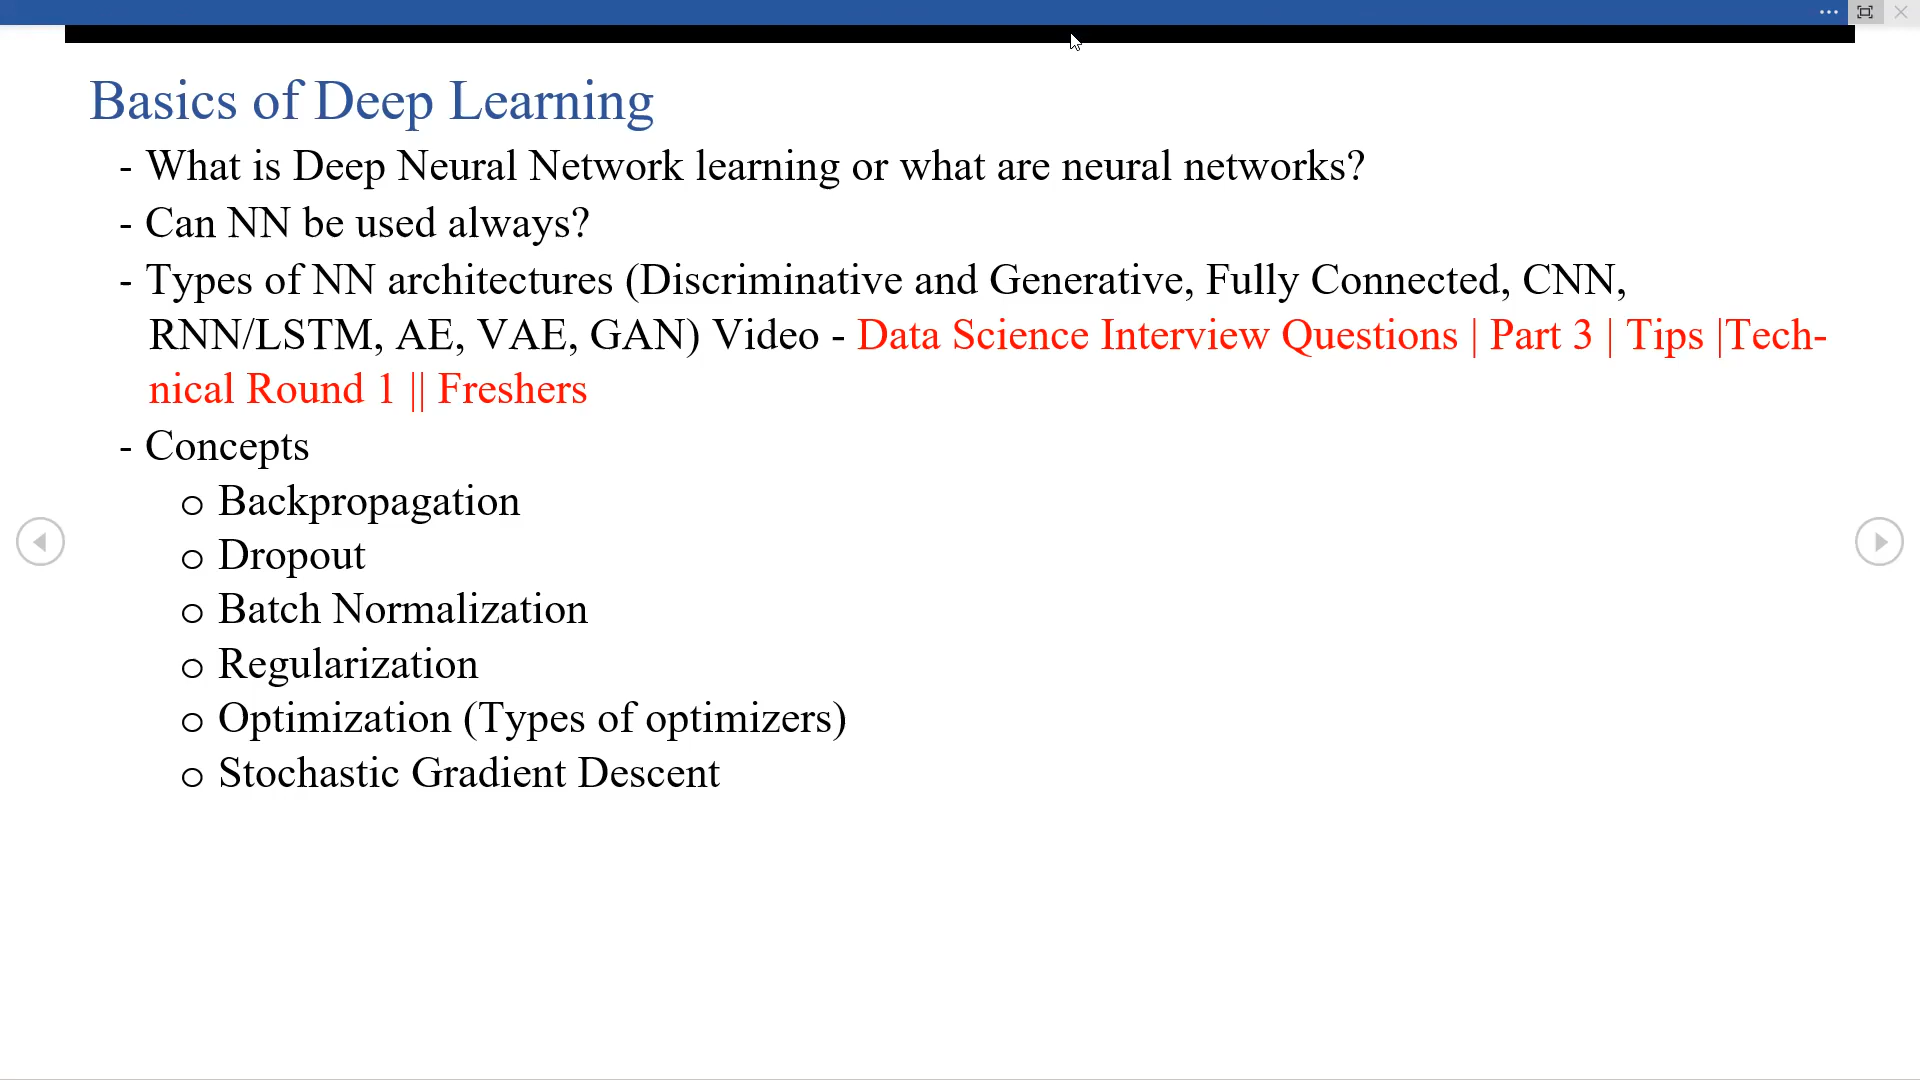 Basics of Deep Learning
- What is Deep Neural Network learning or what are neural networks?
- Can NN be used always?
- Types of NN architectures (Discriminative and Generative, Fully Connected, CNN,
RNN/LSTM, AE, VAE, GAN) Video - Data Science Interview Questions | Part 3 | Tips |Tech-
nical Round 1 || Freshers
- Concepts
o Backpropagation
o Dropout
o Batch Normalization
o Regularization
o Optimization (Types of optimizers)
o Stochastic Gradient Descent